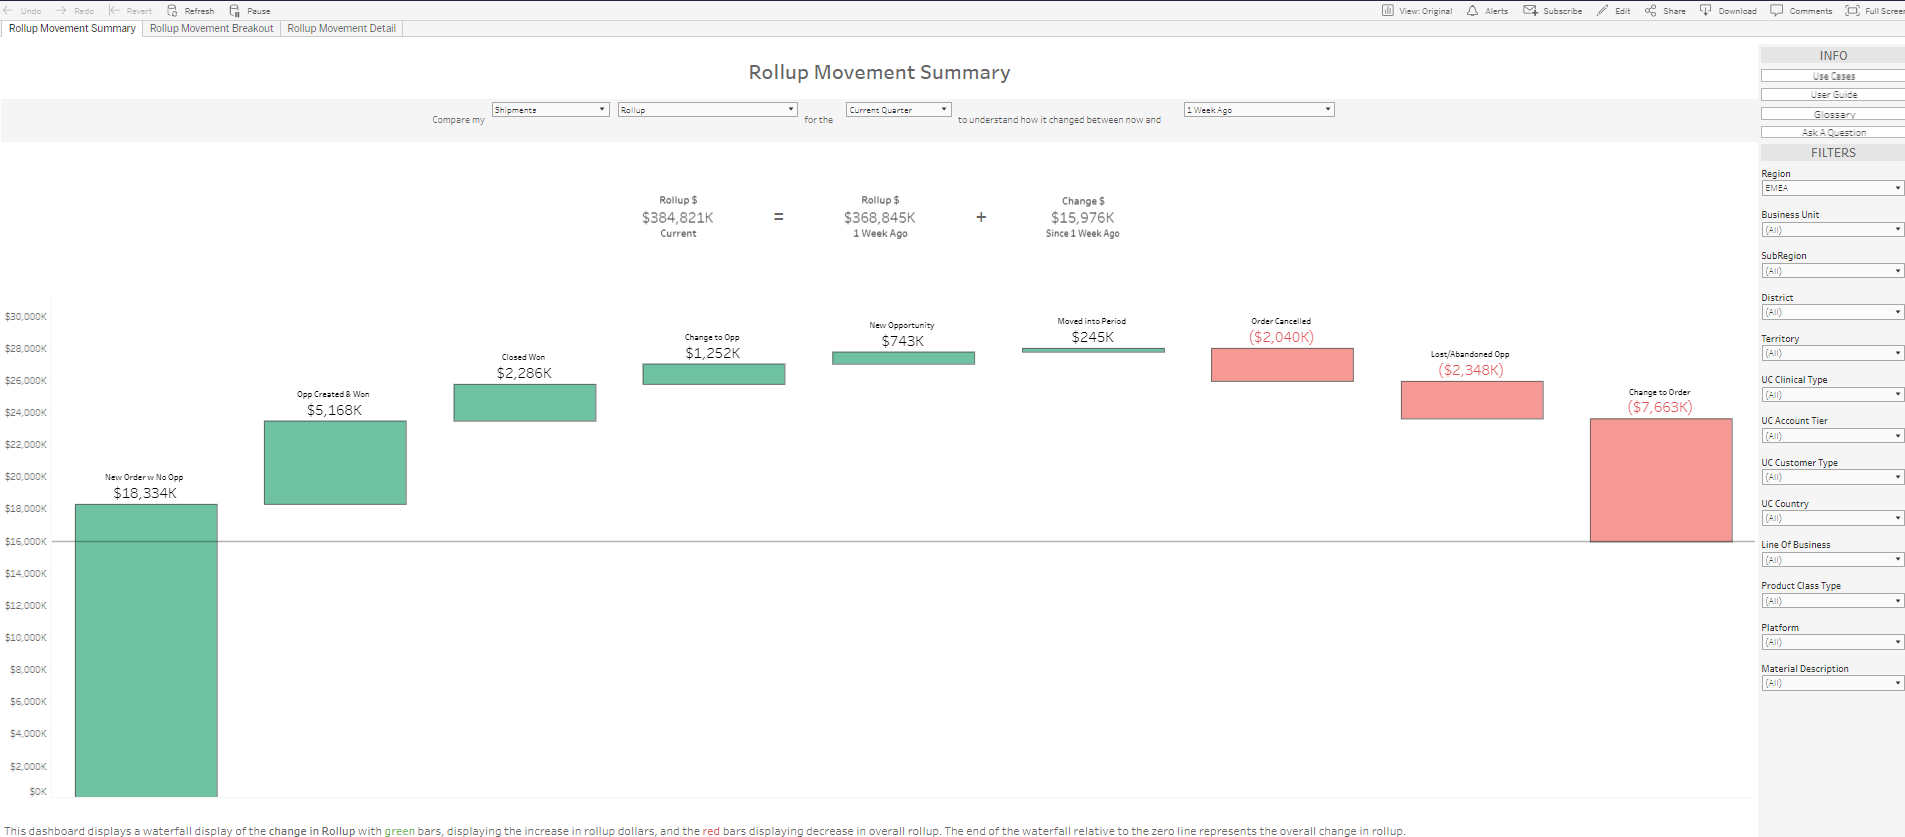 Undo Redo Revert Refresh Pause View: Original Alerts Subscribe Edit Share Download Comments Full Screen
Rollup Movement Summary Rollup Movement Breakout Rollup Movement Detail
Rollup Movement Summary
Compare my Shipments Rollup for the Current Quarter to understand how it changed between now and 1 Week Ago
Rollup $ Rollup $ Change $
$384,821K = $368,845K + $15,976K
Current 1 Week Ago Since 1 Week Ago
$30,000K
$28,000K
$26,000K
$24,000K
$22,000K
$20,000K
$18,000K
$16,000K
$14,000K
$12,000K
$10,000K
$8,000K
$6,000K
$4,000K
$2,000K
$0K
New Order w No Opp
$18,334K
Opp Created & Won
$5,168K
Closed Won
$2,286K
Change to Opp
$1,252K
New Opportunity
$743K
Moved into Period
$245K
Order Cancelled
($2,040K)
Lost/Abandoned Opp
($2,348K)
Change to Order
($7,663K)
This dashboard displays a waterfall display of the change in Rollup with green bars, displaying the increase in rollup dollars, and the red bars displaying decrease in overall rollup. The end of the waterfall relative to the zero line represents the overall change in rollup.
INFO
Use Cases
User Guide
Glossary
Ask A Question
FILTERS
Region
EMEA
Business Unit
(All)
SubRegion
(All)
District
(All)
Territory
(All)
UC Clinical Type
(All)
UC Account Tier
(All)
UC Customer Type
(All)
UC Country
(All)
Line Of Business
(All)
Product Class Type
(All)
Platform
(All)
Material Description
(All)